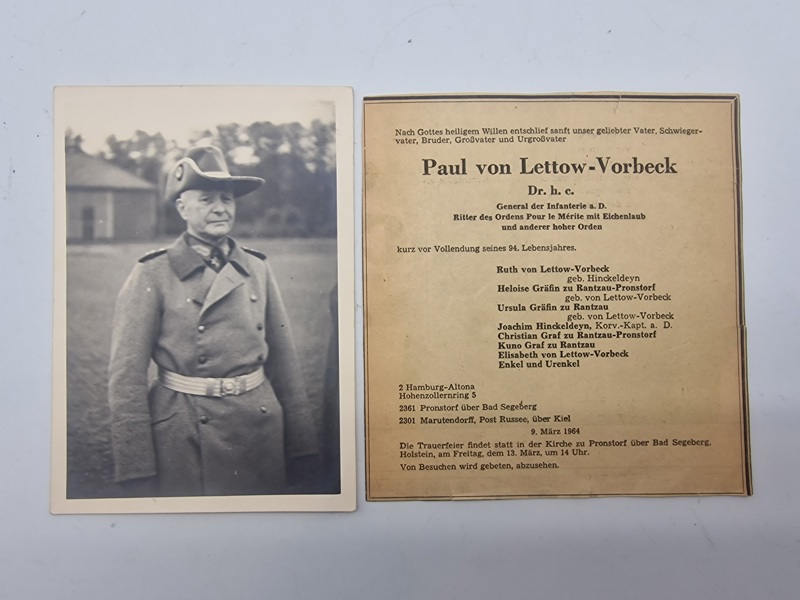 Nach Gottes heiligem Willen entschlief sanft unser geliebter Vater, Schwieger-
vater, Bruder, Großvater und Urgroßvater
Paul von Lettow-Vorbeck
Dr. h. c.
General der Infanterie a. D.
Ritter des Ordens Pour le Mérite mit Eichenlaub
und anderer hoher Orden
kurz vor Vollendung seines 94. Lebensjahres.
Ruth von Lettow-Vorbeck
geb. Hinckeldeyn
Heloise Gräfin zu Rantzau-Pronstorf
geb. von Lettow-Vorbeck
Ursula Gräfin zu Rantzau
geb. von Lettow-Vorbeck
Joachim Hinckeldeyn, Korv.-Kapt. a. D.
Christian Graf zu Rantzau-Pronstorf
Kuno Graf zu Rantzau
Elisabeth von Lettow-Vorbeck
Enkel und Urenkel
2 Hamburg-Altona
Hohenzollernring 5
2361 Pronstorf über Bad Segeberg
2301 Marutendorff, Post Russee, über Kiel
9. März 1964
Die Trauerfeier findet statt in der Kirche zu Pronstorf über Bad Segeberg,
Holstein, am Freitag, dem 13. März, um 14 Uhr.
Von Besuchen wird gebeten, abzusehen.